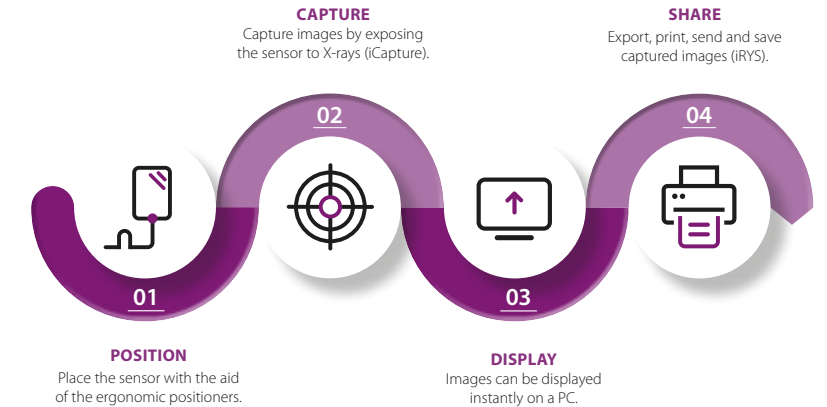 CAPTURE
Capture images by exposing
the sensor to X-rays (iCapture).
SHARE
Export, print, send and save
captured images (iRYS).
02
04
01
03
POSITION
Place the sensor with the aid
of the ergonomic positioners.
DISPLAY
Images can be displayed
instantly on a PC.